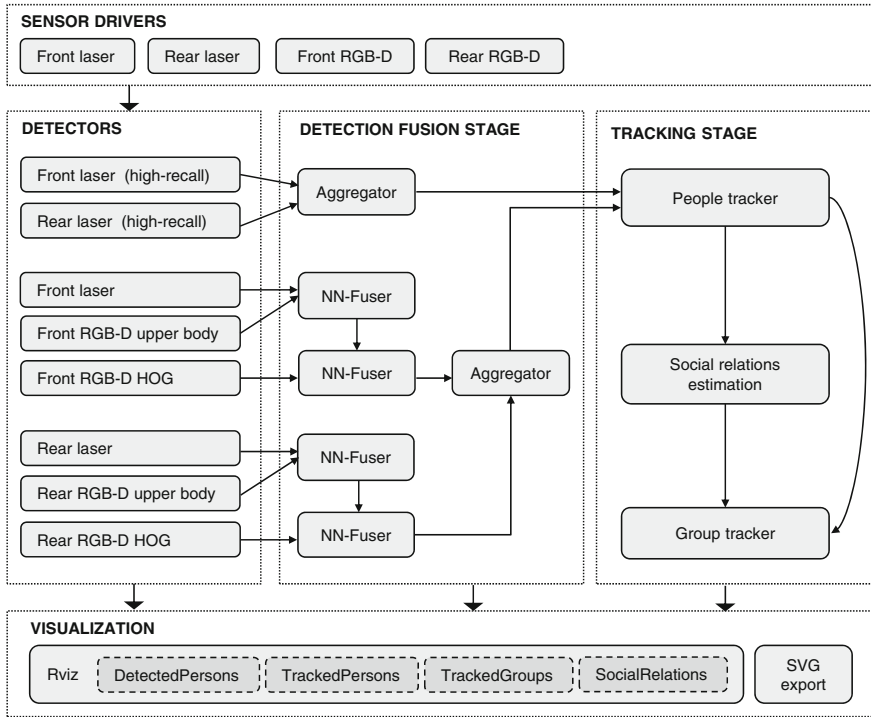 SENSOR DRIVERS
Front laser
Rear laser
Front RGB-D
Rear RGB-D
DETECTORS
Front laser (high-recall)
Rear laser (high-recall)
Front laser
Front RGB-D upper body
Front RGB-D HOG
Rear laser
Rear RGB-D upper body
Rear RGB-D HOG
DETECTION FUSION STAGE
Aggregator
NN-Fuser
NN-Fuser
Aggregator
NN-Fuser
NN-Fuser
TRACKING STAGE
People tracker
Social relations
estimation
Group tracker
VISUALIZATION
Rviz
DetectedPersons
TrackedPersons
TrackedGroups
SocialRelations
SVG
export